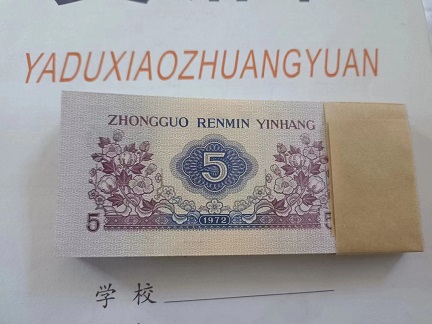 YADUXIAOZHUANGYUAN
ZHONGGUO RENMIN YINHANG
5
5
1972
学校